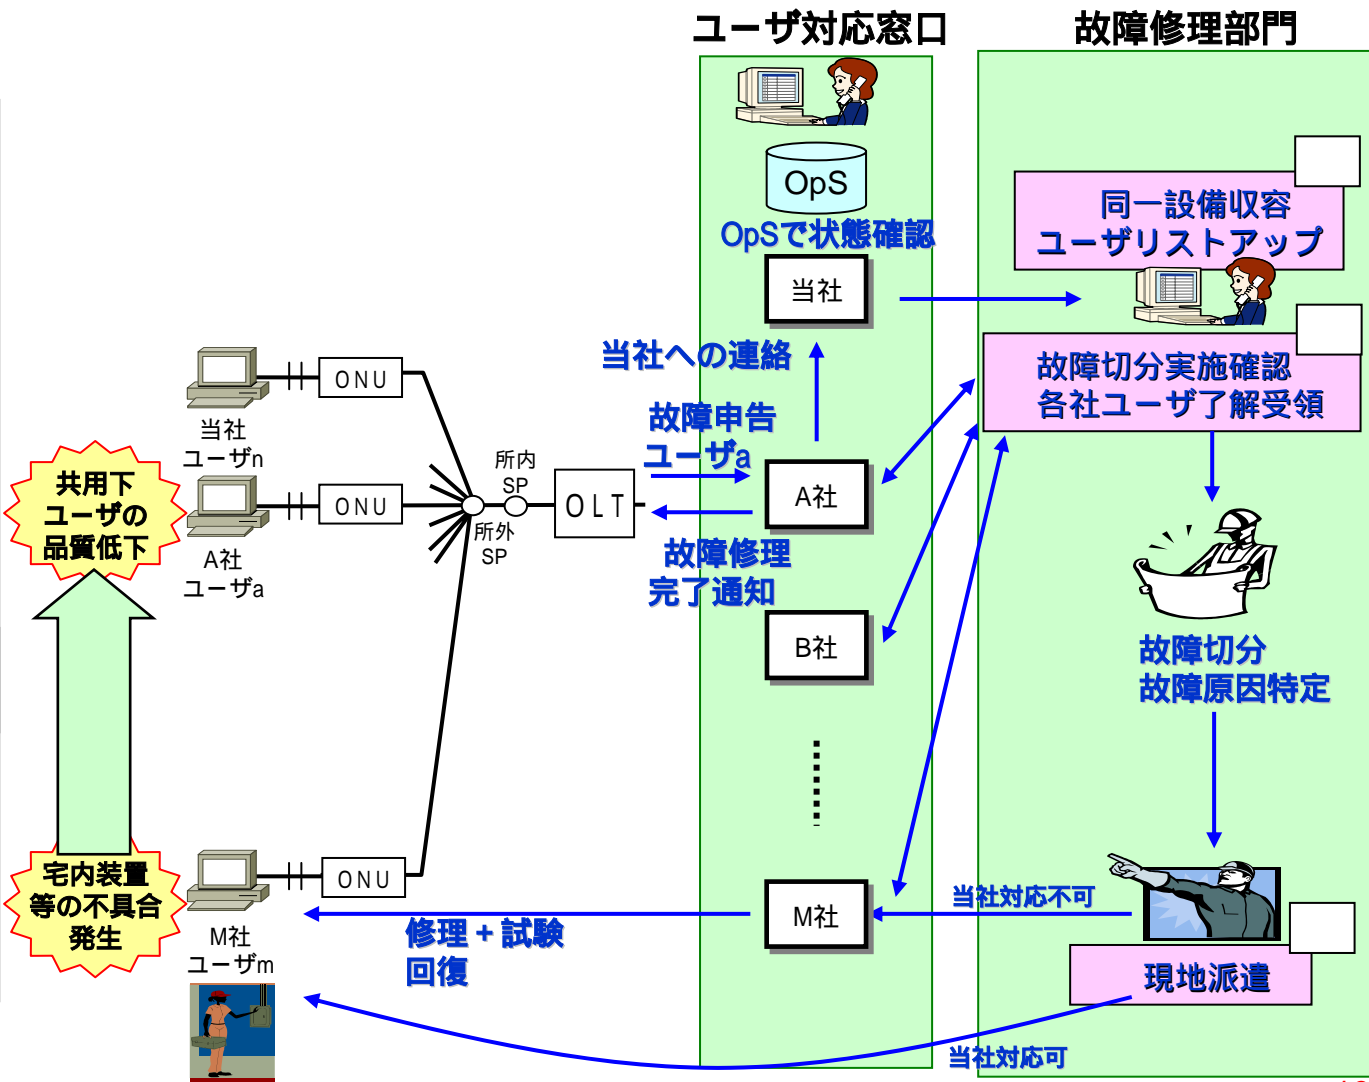 ユーザ対応窓口
故障修理部門
OpS
OpSで状態確認
当社
同一設備収容
ユーザリストアップ
当社への連絡
故障切分実施確認
各社ユーザ了解受領
ONU
当社
ユーザn
故障申告
ユーザa
共用下
ユーザの
品質低下
ONU
A社
ユーザa
所内
SP
所外
SP
OLT
A社
故障修理
完了通知
B社
故障切分
故障原因特定
宅内装置
等の不具合
発生
ONU
M社
ユーザm
M社
当社対応不可
修理+試験
回復
現地派遣
当社対応可